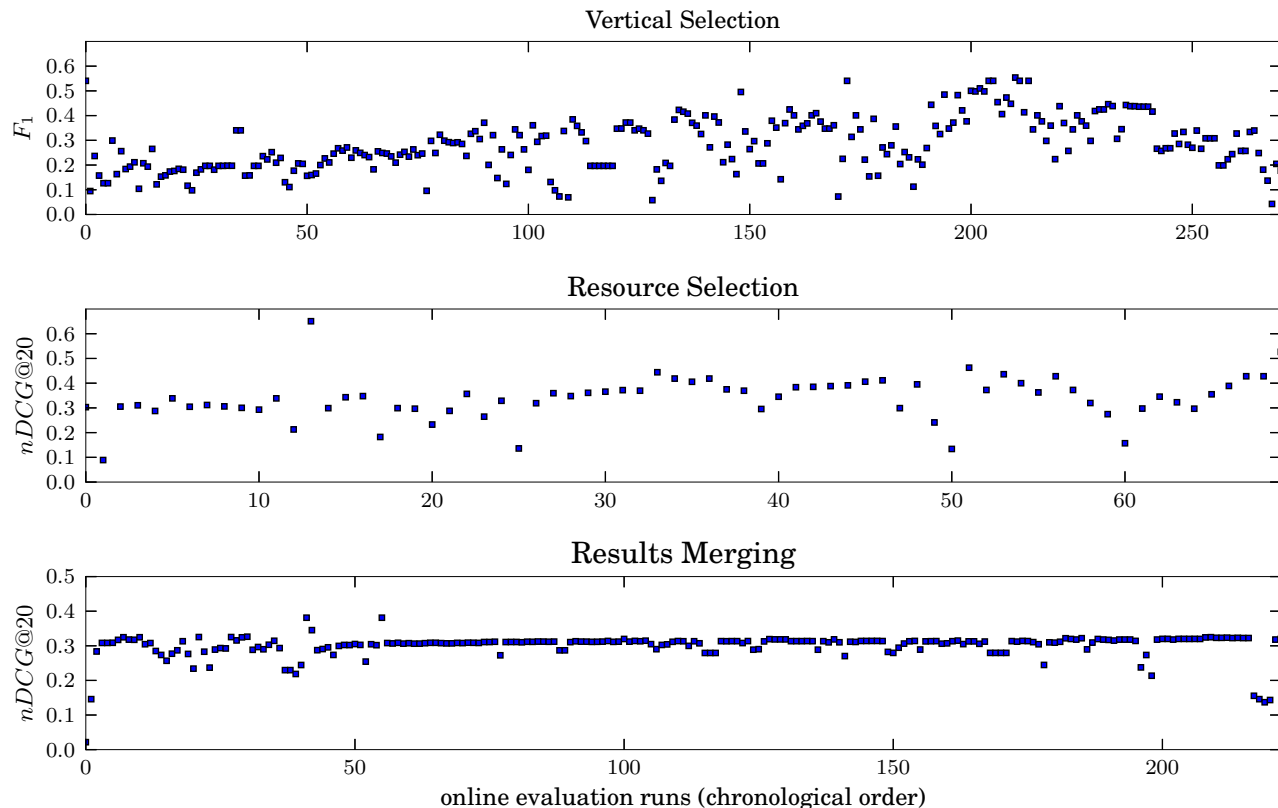 Vertical Selection
F1
0.6
0.5
0.4
0.3
0.2
0.1
0.0
0 50 100 150 200 250
Resource Selection
nDCG@20
0.6
0.5
0.4
0.3
0.2
0.1
0.0
0 10 20 30 40 50 60
Results Merging
nDCG@20
0.5
0.4
0.3
0.2
0.1
0.0
0 50 100 150 200
online evaluation runs (chronological order)